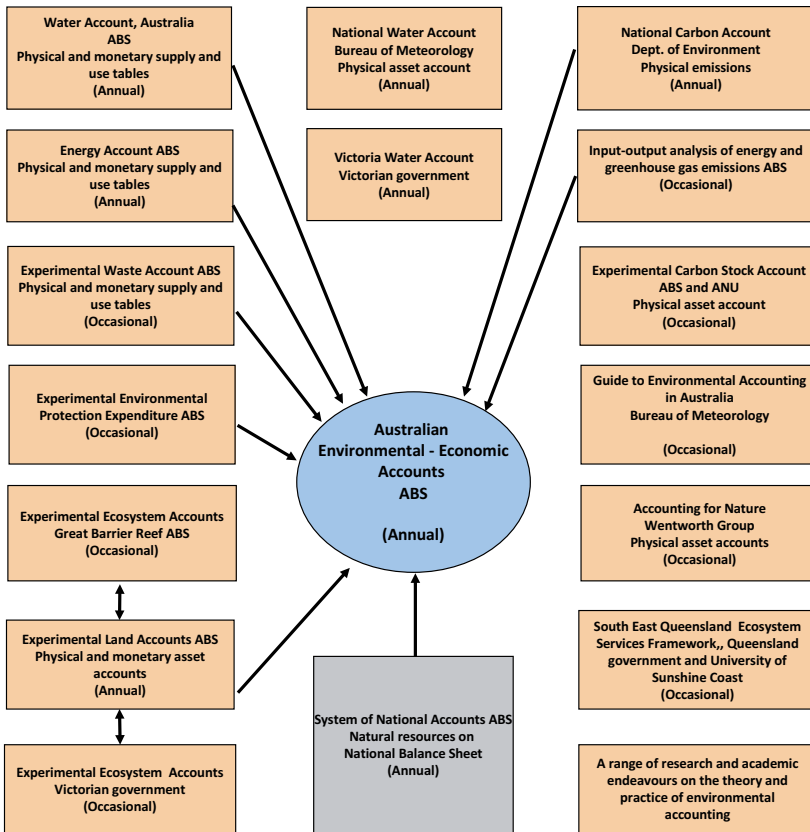 Water Account, Australia
ABS
Physical and monetary supply and
use tables
(Annual)
National Water Account
Bureau of Meteorology
Physical asset account
(Annual)
National Carbon Account
Dept. of Environment
Physical emissions
(Annual)
Energy Account ABS
Physical and monetary supply and
use tables
(Annual)
Victoria Water Account
Victorian government
(Annual)
Input-output analysis of energy and
greenhouse gas emissions ABS
(Occasional)
Experimental Waste Account ABS
Physical and monetary supply and
use tables
(Occasional)
Experimental Carbon Stock Account
ABS and ANU
Physical asset account
(Occasional)
Experimental Environmental
Protection Expenditure ABS
(Occasional)
Australian
Environmental - Economic
Accounts
ABS
(Annual)
Guide to Environmental Accounting
in Australia
Bureau of Meteorology
(Occasional)
Experimental Ecosystem Accounts
Great Barrier Reef ABS
(Occasional)
Accounting for Nature
Wentworth Group
Physical asset accounts
(Occasional)
Experimental Land Accounts ABS
Physical and monetary asset
accounts
(Annual)
System of National Accounts ABS
Natural resources on
National Balance Sheet
(Annual)
South East Queensland Ecosystem
Services Framework,, Queensland
government and University of
Sunshine Coast
(Occasional)
Experimental Ecosystem Accounts
Victorian government
(Occasional)
A range of research and academic
endeavours on the theory and
practice of environmental
accounting